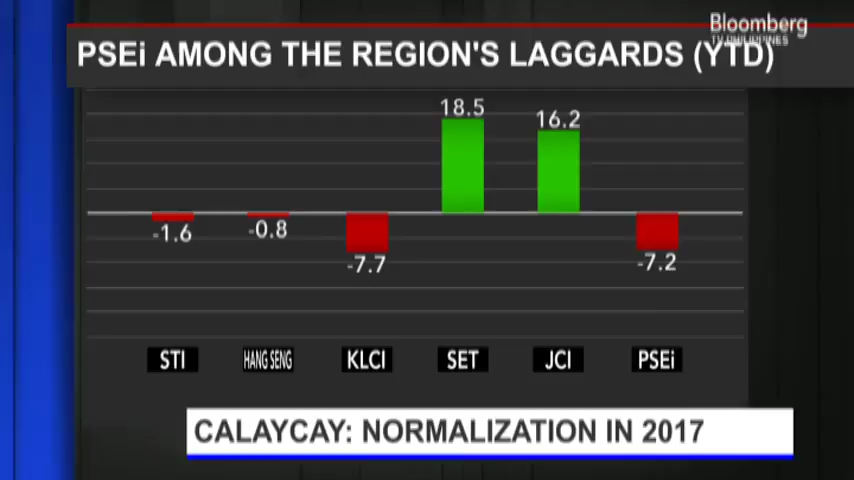 Bloomberg
TV PHILIPPINES
PSEi AMONG THE REGION'S LAGGARDS (YTD)
18.5
16.2
-1.6
-0.8
-7.7
-7.2
STI
HANG SENG
KLCI
SET
JCI
PSEi
CALAYCAY: NORMALIZATION IN 2017